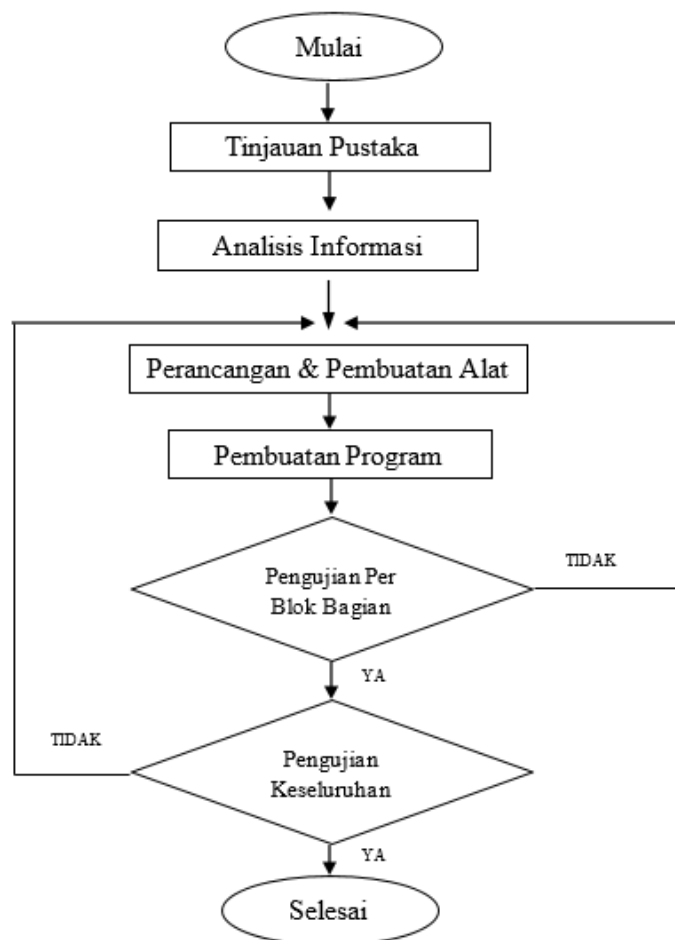 Mulai
Tinjauan Pustaka
Analisis Informasi
Perancangan & Pembuatan Alat
Pembuatan Program
Pengujian Per
Blok Bagian
TIDAK
YA
TIDAK
Pengujian
Keseluruhan
YA
Selesai